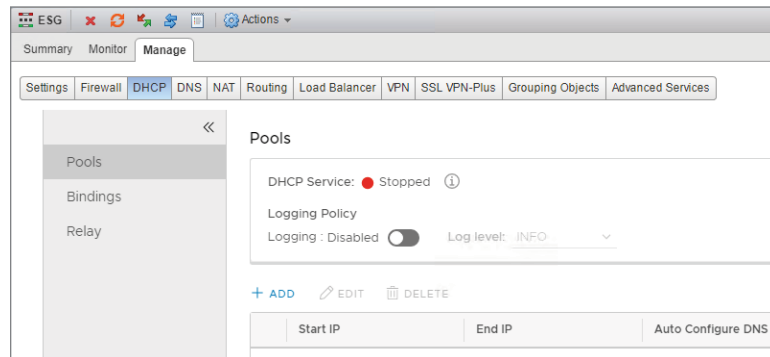 ESG Actions
Summary Monitor Manage
Settings Firewall DHCP DNS NAT Routing Load Balancer VPN SSL VPN-Plus Grouping Objects Advanced Services
Pools
Bindings
Relay
Pools
DHCP Service: Stopped
Logging Policy
Logging : Disabled Log level: INFO
+ ADD EDIT DELETE
Start IP End IP Auto Configure DNS